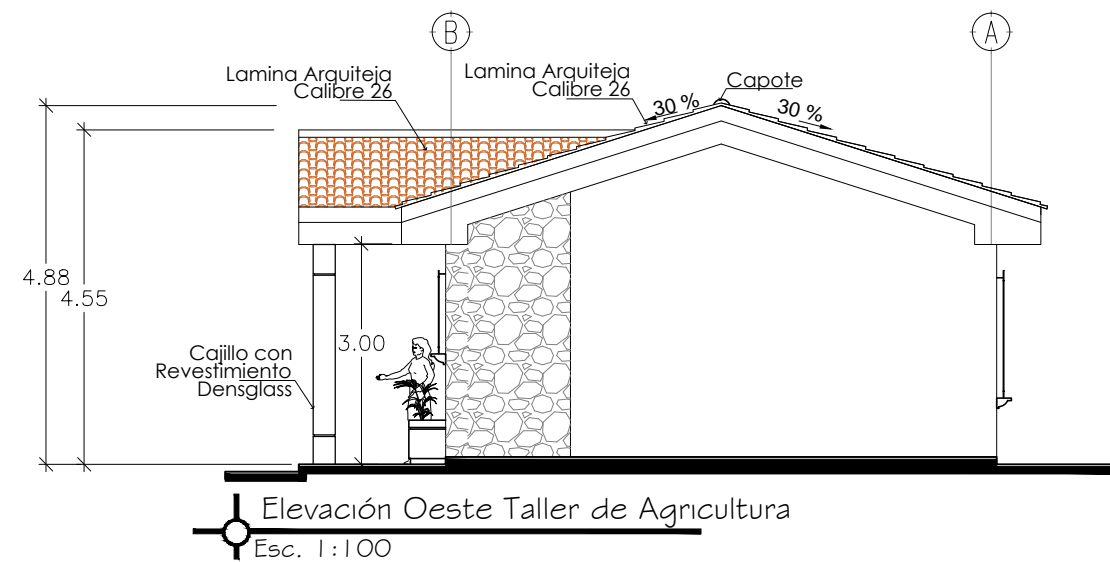 B
A
Lamina Arquiteja
Calibre 26
Lamina Arquiteja
Calibre 26
Capote
30 %
30 %
4.88
4.55
3.00
Cajillo con
Revestimiento
Densglass
Elevación Oeste Taller de Agricultura
Esc. 1:100